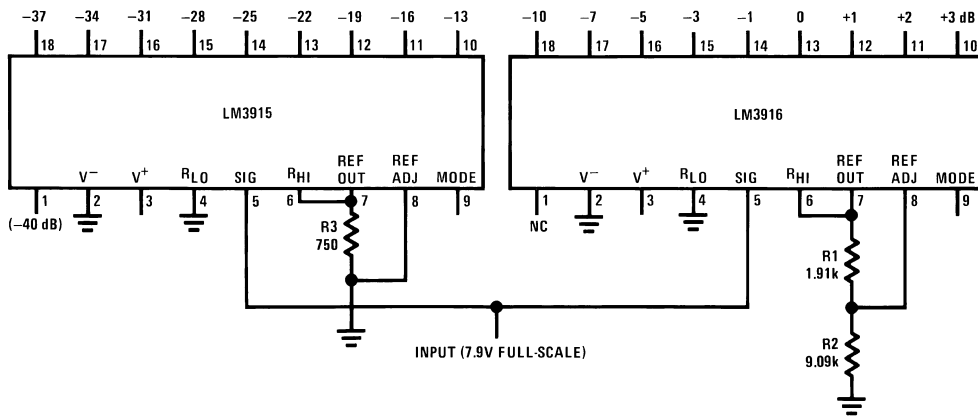 −37 −34 −31 −28 −25 −22 −19 −16 −13
18 17 16 15 14 13 12 11 10
LM3915
V− V+ RLO SIG RHI REF OUT REF ADJ MODE
1 2 3 4 5 6 7 8 9
(−40 dB)
R3
750
−10 −7 −5 −3 −1 0 +1 +2 +3 dB
18 17 16 15 14 13 12 11 10
LM3916
V− V+ RLO SIG RHI REF OUT REF ADJ MODE
1 2 3 4 5 6 7 8 9
NC
R1
1.91k
R2
9.09k
INPUT (7.9V FULL-SCALE)